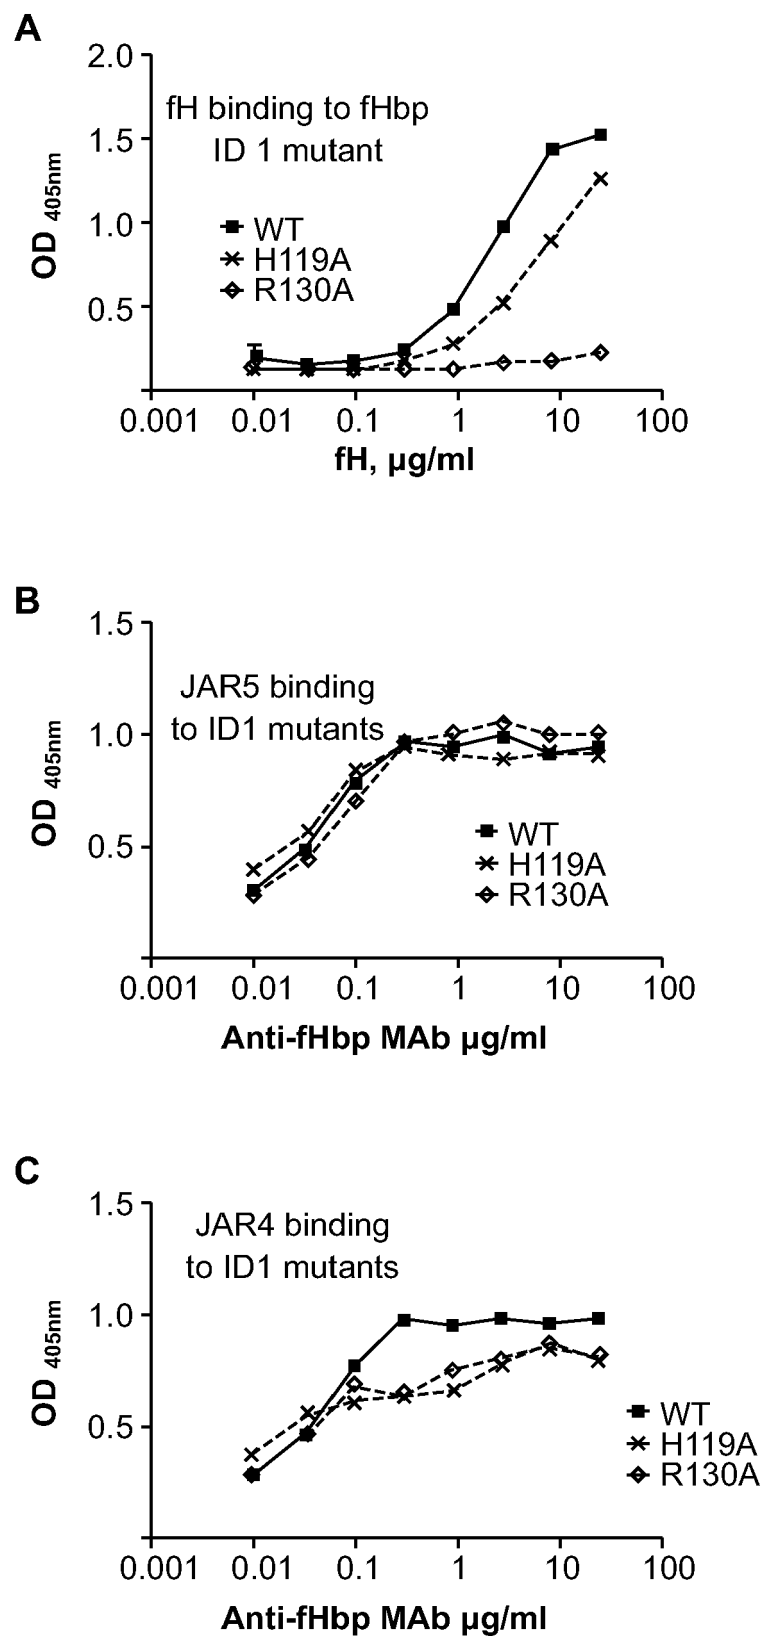 A
2.0
fH binding to fHbp
ID 1 mutant
1.5
OD 405nm
1.0
WT
H119A
R130A
0.5
0.001 0.01 0.1 1 10 100
fH, µg/ml
B
1.5
JAR5 binding
to ID1 mutants
1.0
OD 405nm
WT
H119A
R130A
0.5
0.001 0.01 0.1 1 10 100
Anti-fHbp MAb µg/ml
C
1.5
JAR4 binding
to ID1 mutants
1.0
OD 405nm
0.5
WT
H119A
R130A
0.001 0.01 0.1 1 10 100
Anti-fHbp MAb µg/ml